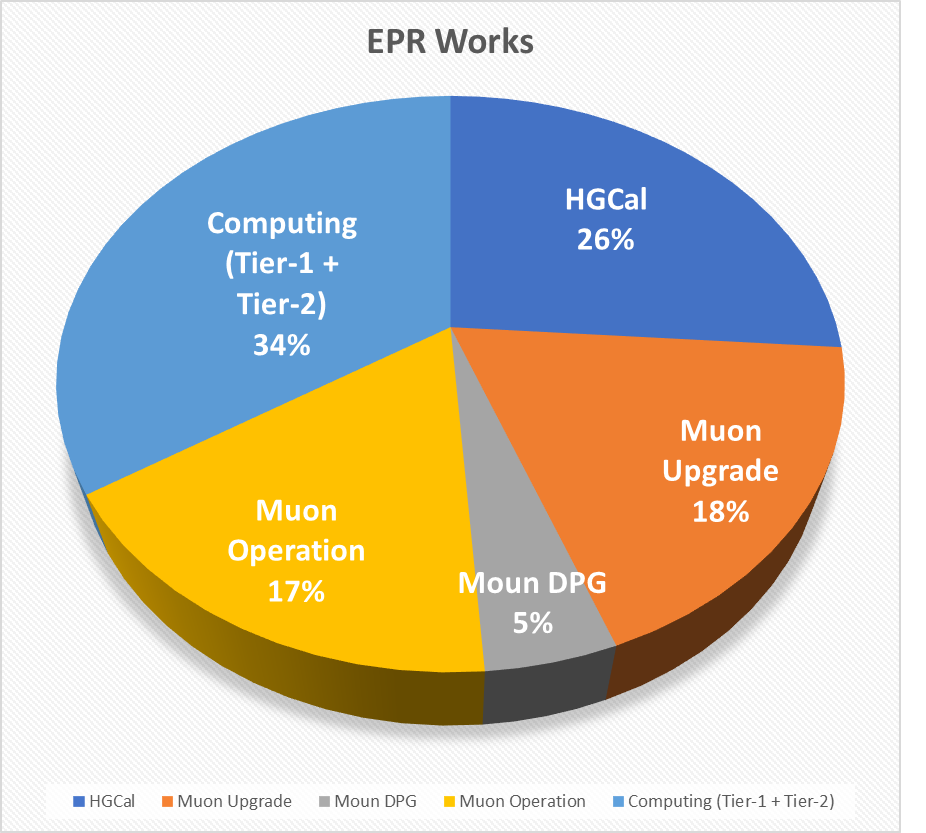 EPR Works
HGCal
26%
Computing
(Tier-1 +
Tier-2)
34%
Muon
Upgrade
18%
Muon
Operation
17%
Moun DPG
5%
HGCal
Muon Upgrade
Moun DPG
Muon Operation
Computing (Tier-1 + Tier-2)